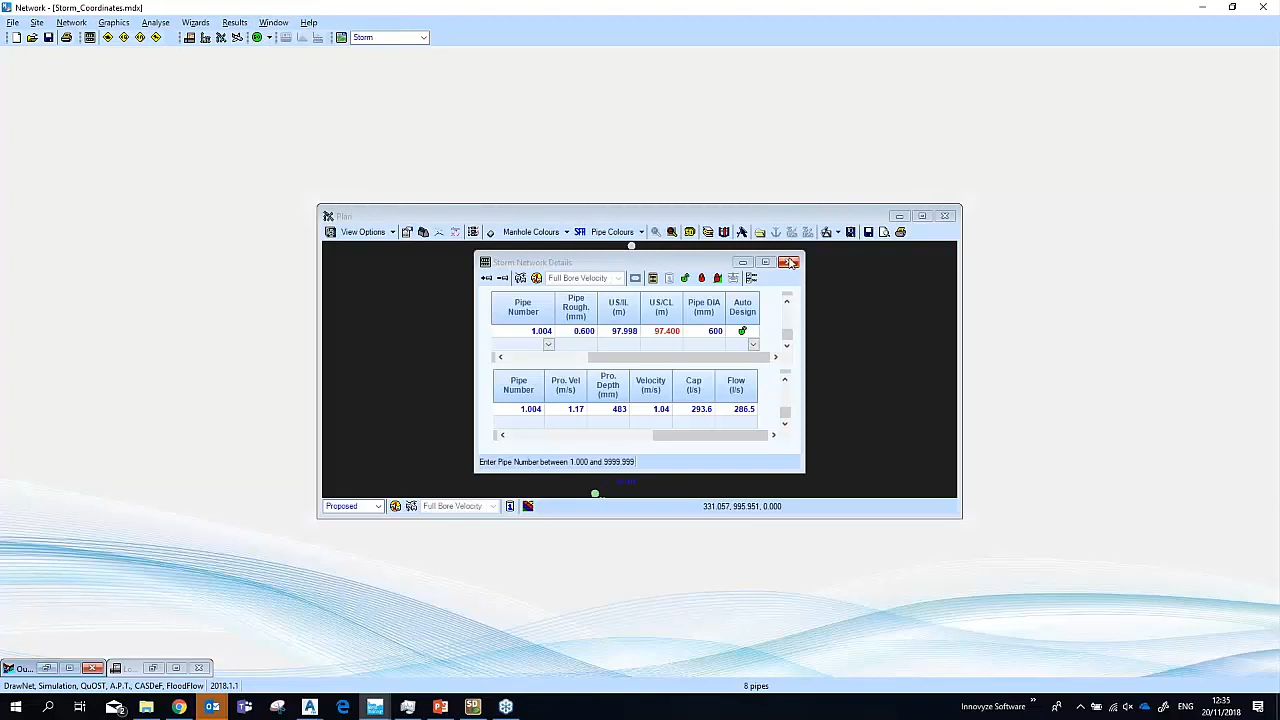 Network - [Storm_Coordinates.mdx]
File Site Network Graphics Analyse Wizards Results Window Help
Storm
Plan
View Options Manhole Colours SFA Pipe Colours
Storm Network Details
Full Bore Velocity
Pipe Number Pipe Rough. (mm) US/IL (m) US/CL (m) Pipe DIA (mm) Auto Design
1.004 0.600 97.998 97.400 600
Pipe Number Pro. Vel (m/s) Pro. Depth (mm) Velocity (m/s) Cap (l/s) Flow (l/s)
1.004 1.17 483 1.04 293.6 286.5
Enter Pipe Number between 1.000 and 9999.999
Proposed Full Bore Velocity 331.057, 995.951, 0.000
Ou...
DrawNet, Simulation, QuOST, A.P.T., CASDeF, FloodFlow 2018.1.1 8 pipes
Innovyze Software ENG 12:35
20/11/2018